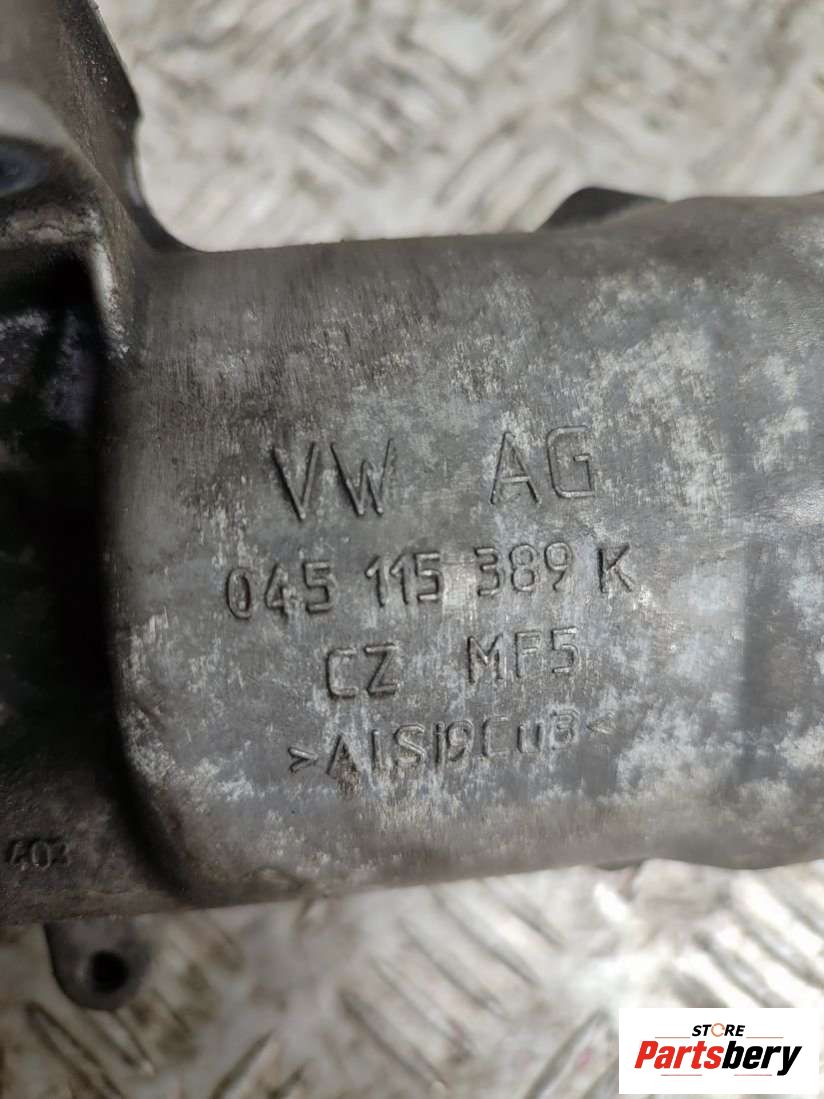 VW AG
045 115 389 K
CZ MF5
>AlSi9Cu3<
402
STORE
Partsbery